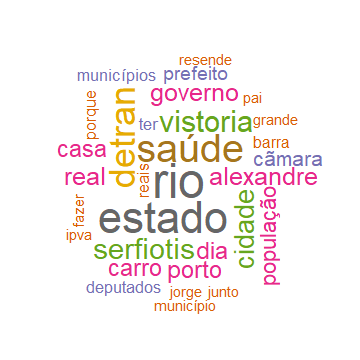 resende
municípios prefeito
governo pai
porque detran ter vistoria grande
casa saúde barra
cãmara
real reais rio alexandre
fazer estado cidade população
ipva serfiotis dia
carro porto
deputados jorge junto
município